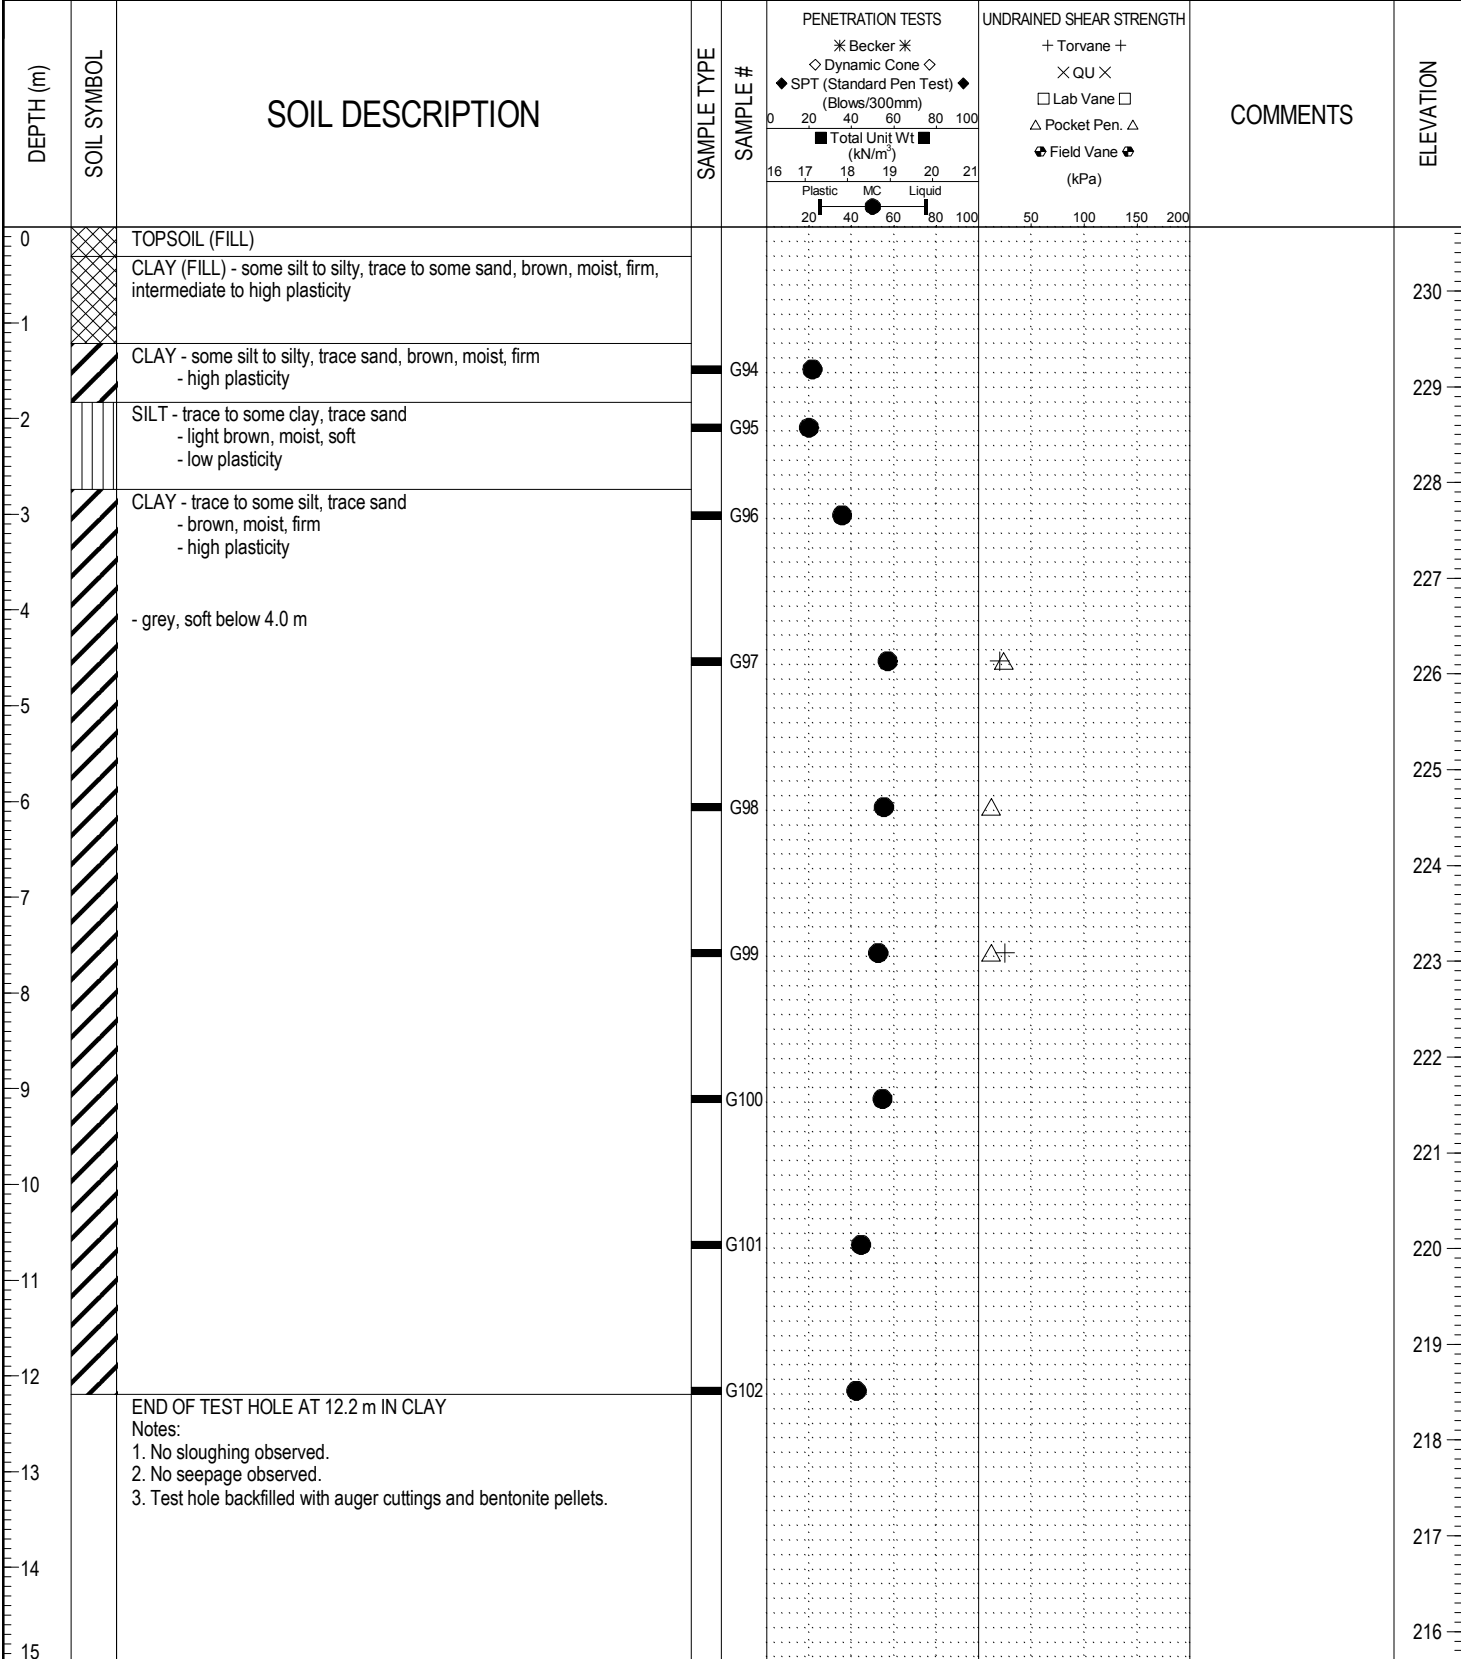 DEPTH (m)
SOIL SYMBOL
SOIL DESCRIPTION
SAMPLE TYPE
SAMPLE #
PENETRATION TESTS
✳ Becker ✳
◇ Dynamic Cone ◇
◆ SPT (Standard Pen Test) ◆
(Blows/300mm)
0 20 40 60 80 100
■ Total Unit Wt ■
(kN/m³)
16 17 18 19 20 21
Plastic MC Liquid
20 40 60 80 100
UNDRAINED SHEAR STRENGTH
+ Torvane +
× QU ×
□ Lab Vane □
△ Pocket Pen. △
Field Vane
(kPa)
50 100 150 200
COMMENTS
ELEVATION
0
TOPSOIL (FILL)
CLAY (FILL) - some silt to silty, trace to some sand, brown, moist, firm,
intermediate to high plasticity
230
1
CLAY - some silt to silty, trace sand, brown, moist, firm
- high plasticity
G94
229
2
SILT - trace to some clay, trace sand
- light brown, moist, soft
- low plasticity
G95
228
CLAY - trace to some silt, trace sand
- brown, moist, firm
- high plasticity
3
G96
227
4
- grey, soft below 4.0 m
G97
226
5
225
6
G98
224
7
G99
223
8
222
9
G100
221
10
G101
220
11
219
12
G102
END OF TEST HOLE AT 12.2 m IN CLAY
Notes:
1. No sloughing observed.
2. No seepage observed.
3. Test hole backfilled with auger cuttings and bentonite pellets.
218
13
217
14
216
15